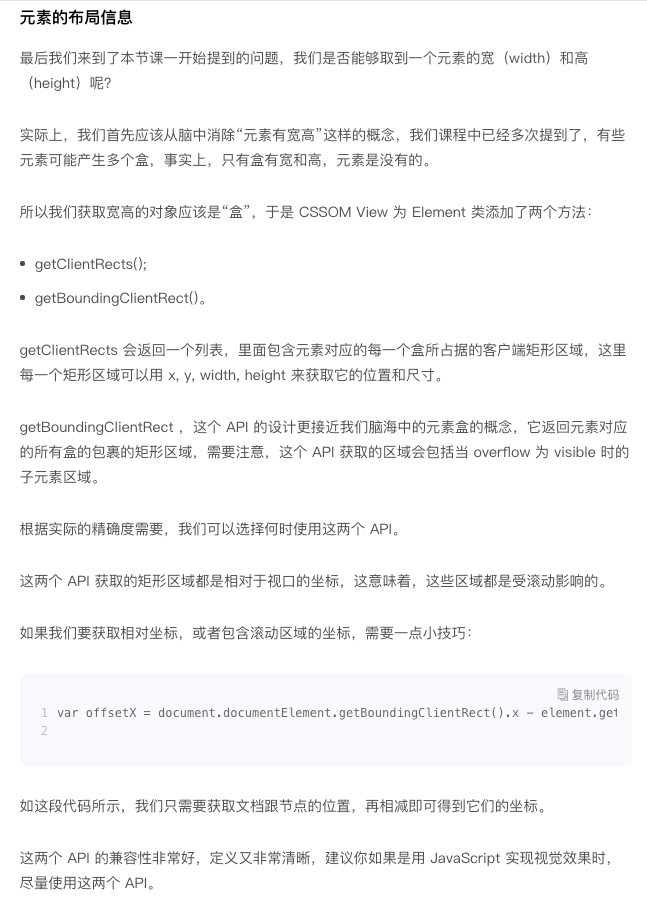 元素的布局信息
最后我们来到了本节课一开始提到的问题，我们是否能够取到一个元素的宽（width）和高
（height）呢？
实际上，我们首先应该从脑中消除“元素有宽高”这样的概念，我们课程中已经多次提到了，有些
元素可能产生多个盒，事实上，只有盒有宽和高，元素是没有的。
所以我们获取宽高的对象应该是“盒”，于是 CSSOM View 为 Element 类添加了两个方法：
• getClientRects();
• getBoundingClientRect()。
getClientRects 会返回一个列表，里面包含元素对应的每一个盒所占据的客户端矩形区域，这里
每一个矩形区域可以用 x, y, width, height 来获取它的位置和尺寸。
getBoundingClientRect ，这个 API 的设计更接近我们脑海中的元素盒的概念，它返回元素对应
的所有盒的包裹的矩形区域，需要注意，这个 API 获取的区域会包括当 overflow 为 visible 时的
子元素区域。
根据实际的精确度需要，我们可以选择何时使用这两个 API。
这两个 API 获取的矩形区域都是相对于视口的坐标，这意味着，这些区域都是受滚动影响的。
如果我们要获取相对坐标，或者包含滚动区域的坐标，需要一点小技巧：
复制代码
1 var offsetX = document.documentElement.getBoundingClientRect().x - element.get
2
如这段代码所示，我们只需要获取文档跟节点的位置，再相减即可得到它们的坐标。
这两个 API 的兼容性非常好，定义又非常清晰，建议你如果是用 JavaScript 实现视觉效果时，
尽量使用这两个 API。